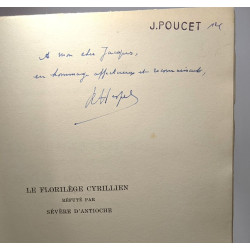 J. POUCET
A mon cher Jacques,
en hommage affectueux et reconnaissant,
LE FLORILÈGE CYRILLIEN
RÉFUTÉ PAR
SÉVÈRE D'ANTIOCHE